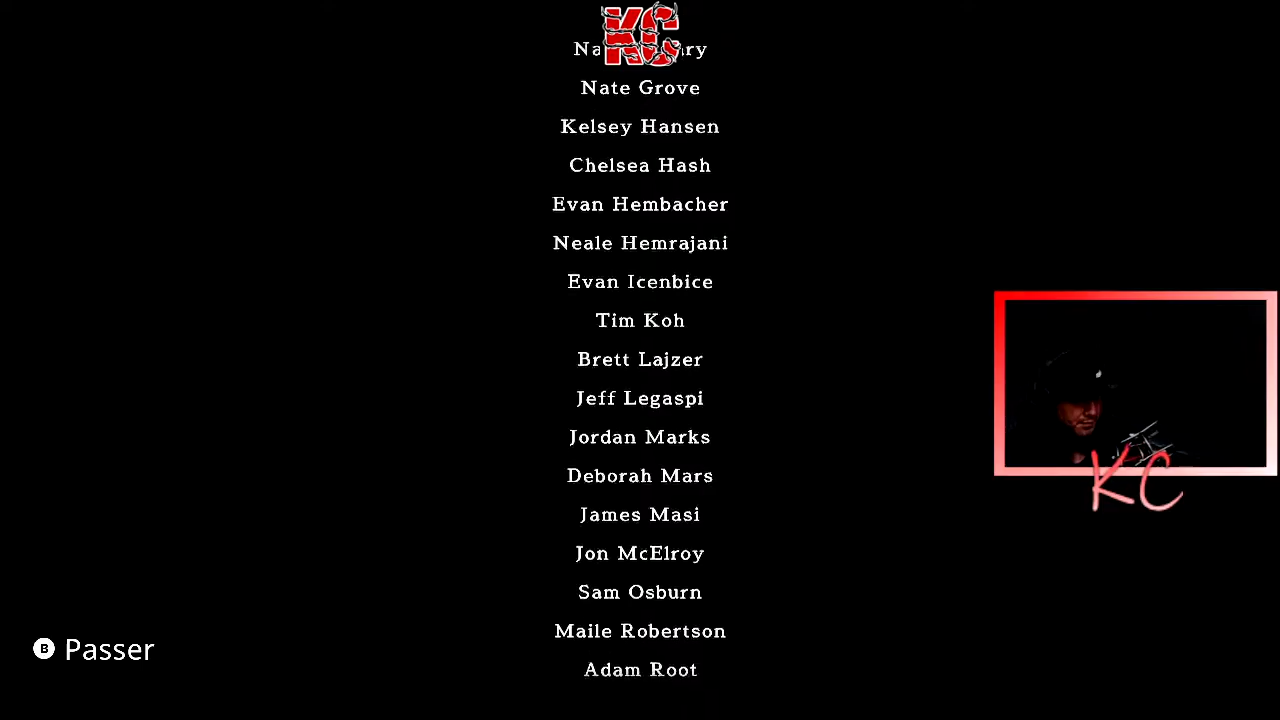 KC
Nate Grove
Kelsey Hansen
Chelsea Hash
Evan Hembacher
Neale Hemrajani
Evan Icenbice
Tim Koh
Brett Lajzer
Jeff Legaspi
Jordan Marks
Deborah Mars
James Masi
Jon McElroy
Sam Osburn
Maile Robertson
Adam Root
KC
B Passer